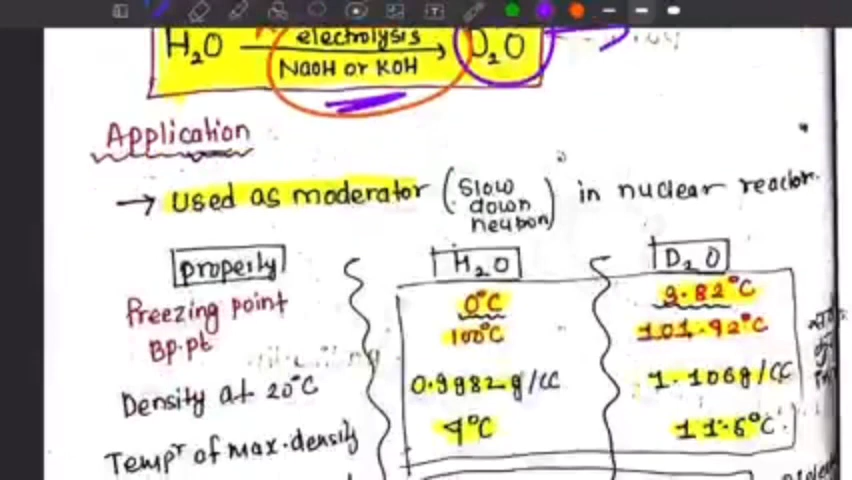 H₂O electrolysis NaOH or KOH → D₂O
Application
→ Used as moderator (slow down neutron) in nuclear reactor.
property H₂O D₂O
Freezing point 0°C 3.82°C
Bp.pt 100°C 101.42°C
Density at 20°C 0.9982g/CC 1.106g/CC
Tempr of max.density 4°C 11.6°C